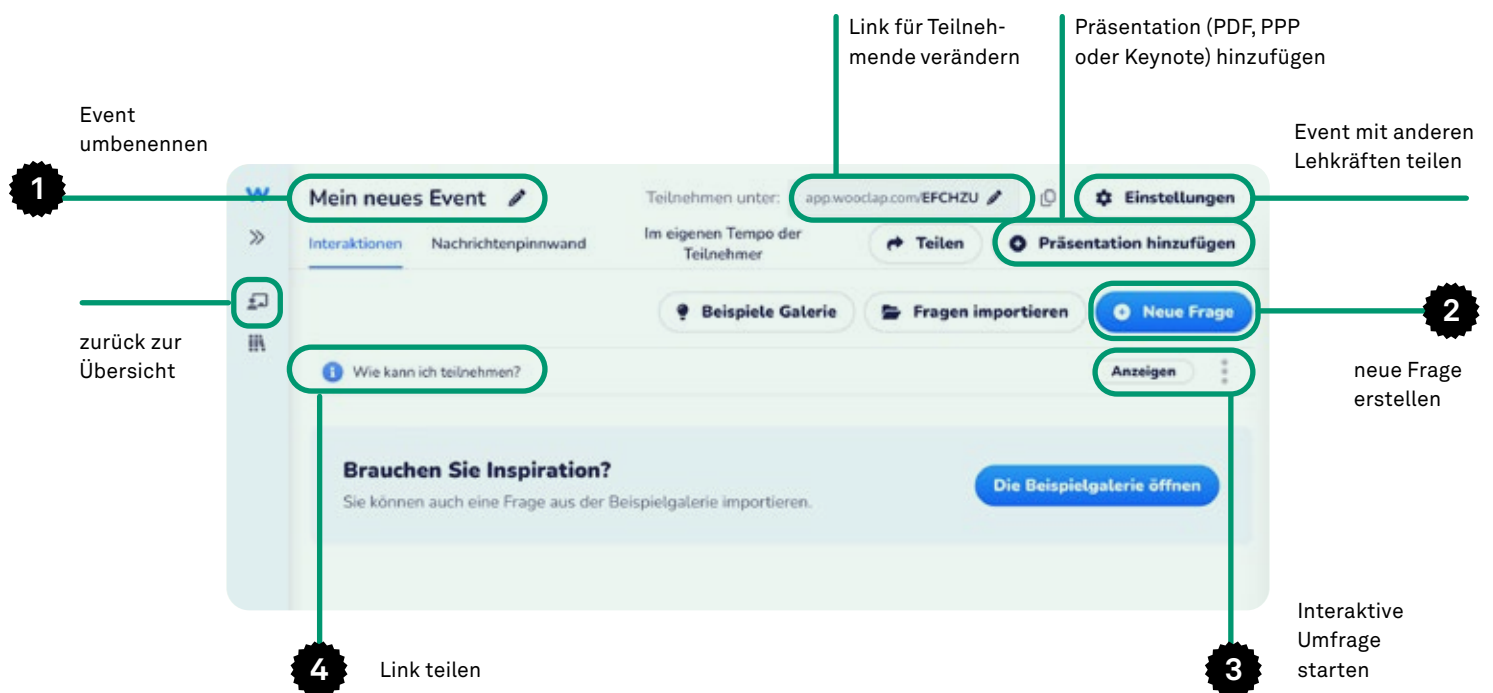 Link für Teilneh-
mende verändern
Präsentation (PDF, PPP
oder Keynote) hinzufügen
Event
umbenennen
Event mit anderen
Lehkräften teilen
1
W
Mein neues Event
Teilnehmen unter:
app.wooclap.com/EFCHZU
Einstellungen
Interaktionen
Nachrichtenpinnwand
Im eigenen Tempo der
Teilnehmer
Teilen
Präsentation hinzufügen
Beispiele Galerie
Fragen importieren
Neue Frage
2
zurück zur
Übersicht
neue Frage
erstellen
Wie kann ich teilnehmen?
Anzeigen
Brauchen Sie Inspiration?
Sie können auch eine Frage aus der Beispielgalerie importieren.
Die Beispielgalerie öffnen
4
Link teilen
3
Interaktive
Umfrage
starten